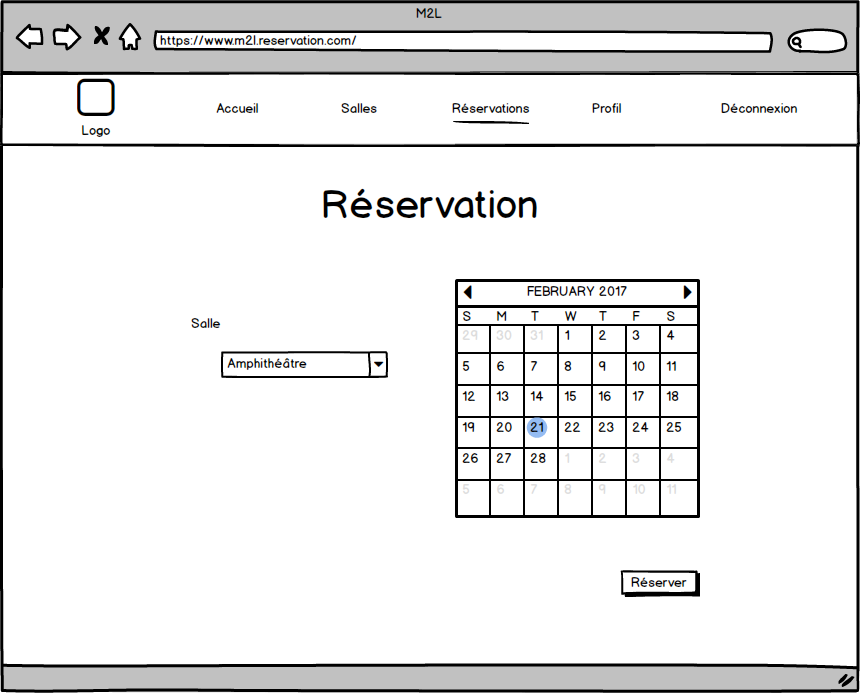 M2L
https://www.m2l.reservation.com/
Logo
Accueil
Salles
Réservations
Profil
Déconnexion
Réservation
Salle
Amphithéâtre
FEBRUARY 2017
S M T W T F S
29 30 31 1 2 3 4
5 6 7 8 9 10 11
12 13 14 15 16 17 18
19 20 21 22 23 24 25
26 27 28 1 2 3 4
5 6 7 8 9 10 11
Réserver